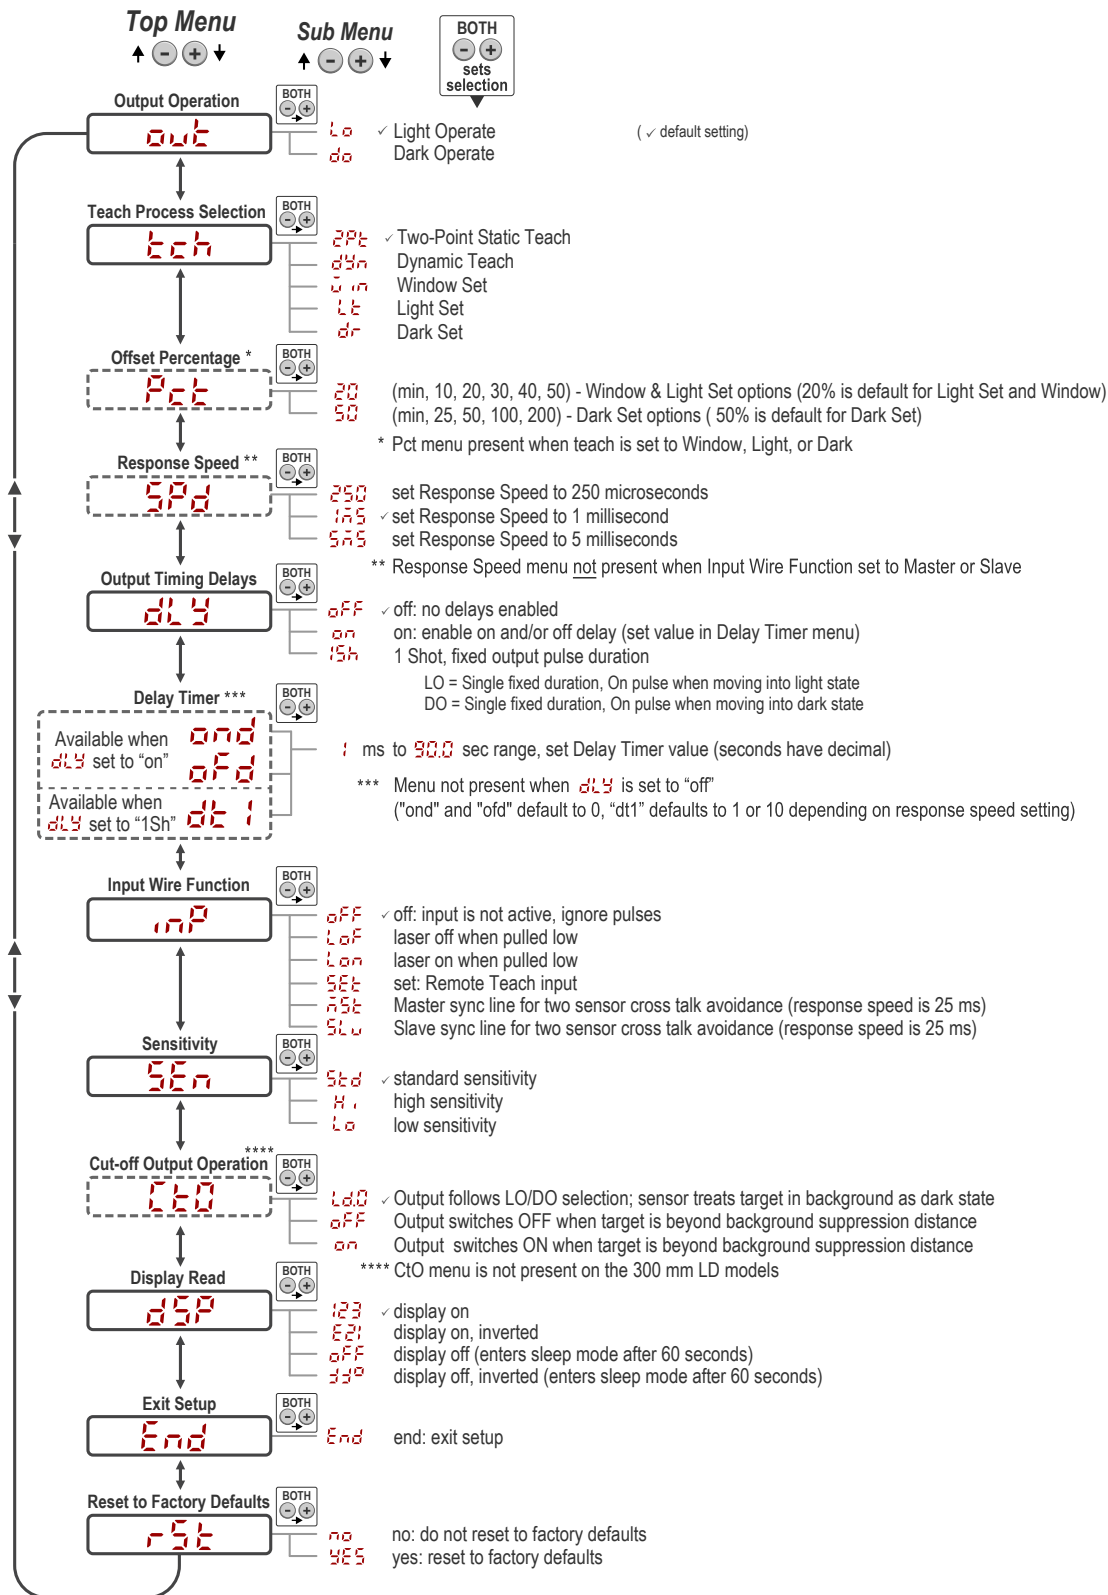 Top Menu
Sub Menu
BOTH
- +
- +
- +
sets
selection
Output Operation
BOTH
- +
out
Lo ✓ Light Operate
( ✓ default setting)
do Dark Operate
Teach Process Selection
BOTH
- +
tch
2Pt ✓ Two-Point Static Teach
dYn Dynamic Teach
win Window Set
Lt Light Set
dr Dark Set
Offset Percentage *
BOTH
- +
Pct
20 (min, 10, 20, 30, 40, 50) - Window & Light Set options (20% is default for Light Set and Window)
50 (min, 25, 50, 100, 200) - Dark Set options ( 50% is default for Dark Set)
* Pct menu present when teach is set to Window, Light, or Dark
Response Speed **
BOTH
- +
SPd
250 set Response Speed to 250 microseconds
1mS ✓ set Response Speed to 1 millisecond
5mS set Response Speed to 5 milliseconds
** Response Speed menu not present when Input Wire Function set to Master or Slave
Output Timing Delays
BOTH
- +
dLY
oFF ✓ off: no delays enabled
on on: enable on and/or off delay (set value in Delay Timer menu)
1Sh 1 Shot, fixed output pulse duration
LO = Single fixed duration, On pulse when moving into light state
DO = Single fixed duration, On pulse when moving into dark state
Delay Timer ***
BOTH
- +
Available when
dLY set to “on”
ond
oFd
1 ms to 90.0 sec range, set Delay Timer value (seconds have decimal)
Available when
dLY set to “1Sh”
dt 1
*** Menu not present when dLY is set to “off”
("ond" and "ofd" default to 0, “dt1” defaults to 1 or 10 depending on response speed setting)
Input Wire Function
BOTH
- +
inP
oFF ✓ off: input is not active, ignore pulses
LoF laser off when pulled low
Lon laser on when pulled low
SEt set: Remote Teach input
mSt Master sync line for two sensor cross talk avoidance (response speed is 25 ms)
SLv Slave sync line for two sensor cross talk avoidance (response speed is 25 ms)
Sensitivity
BOTH
- +
SEn
Std ✓ standard sensitivity
Hi high sensitivity
Lo low sensitivity
Cut-off Output Operation ****
BOTH
- +
CtO
Ld.O ✓ Output follows LO/DO selection; sensor treats target in background as dark state
oFF Output switches OFF when target is beyond background suppression distance
on Output switches ON when target is beyond background suppression distance
**** CtO menu is not present on the 300 mm LD models
Display Read
BOTH
- +
dSP
123 ✓ display on
display on, inverted
oFF display off (enters sleep mode after 60 seconds)
display off, inverted (enters sleep mode after 60 seconds)
Exit Setup
BOTH
- +
End
End end: exit setup
Reset to Factory Defaults
BOTH
- +
rSt
no no: do not reset to factory defaults
YES yes: reset to factory defaults